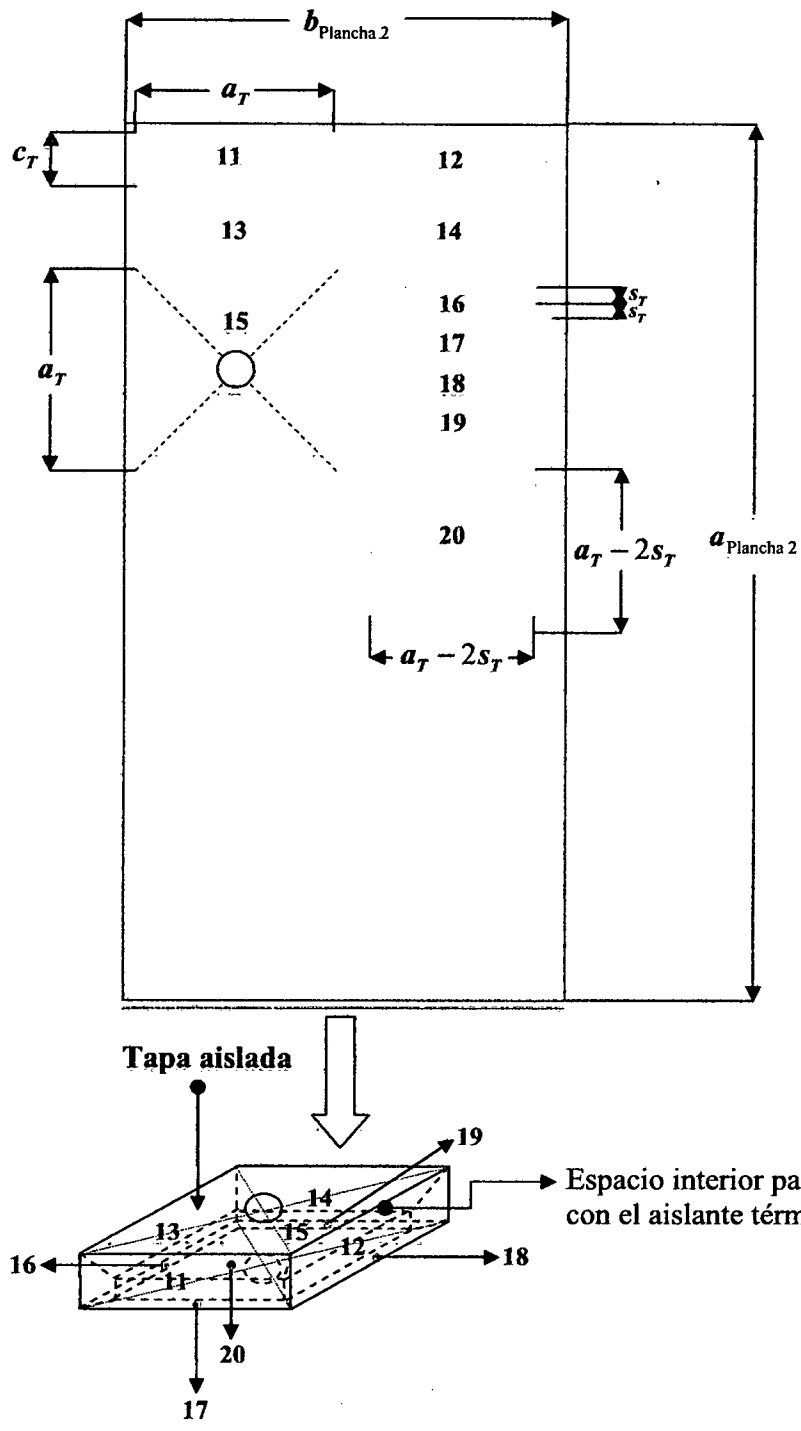 b Plancha 2
a_T
c_T
11
12
13
14
15
16
s_T
s_T
17
a_T
18
19
20
a_T − 2s_T
a Plancha 2
a_T − 2s_T
Tapa aislada
19
14
Espacio interior pa
con el aislante térm
13
15
12
16
11
18
20
17